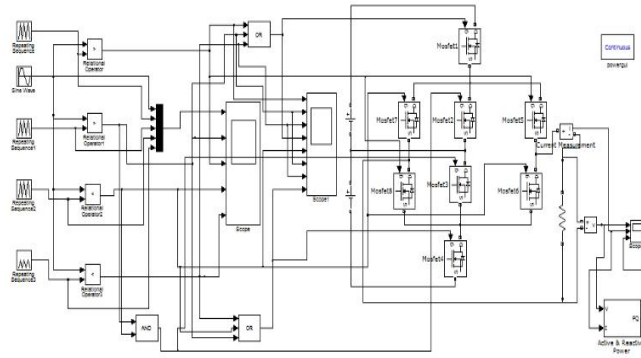 Repeating
Sequence
Relational
Operator
Sine Wave
Repeating
Sequence1
Relational
Operator1
Repeating
Sequence2
Relational
Operator2
Repeating
Sequence3
Relational
Operator3
AND
OR
OR
Scope
Scope1
Mosfet1
Mosfet7
Mosfet2
Mosfet5
Mosfet8
Mosfet3
Mosfet6
Mosfet4
Continuous
powergui
Current Measurement
Scop
PQ
Active & Reactive
Power